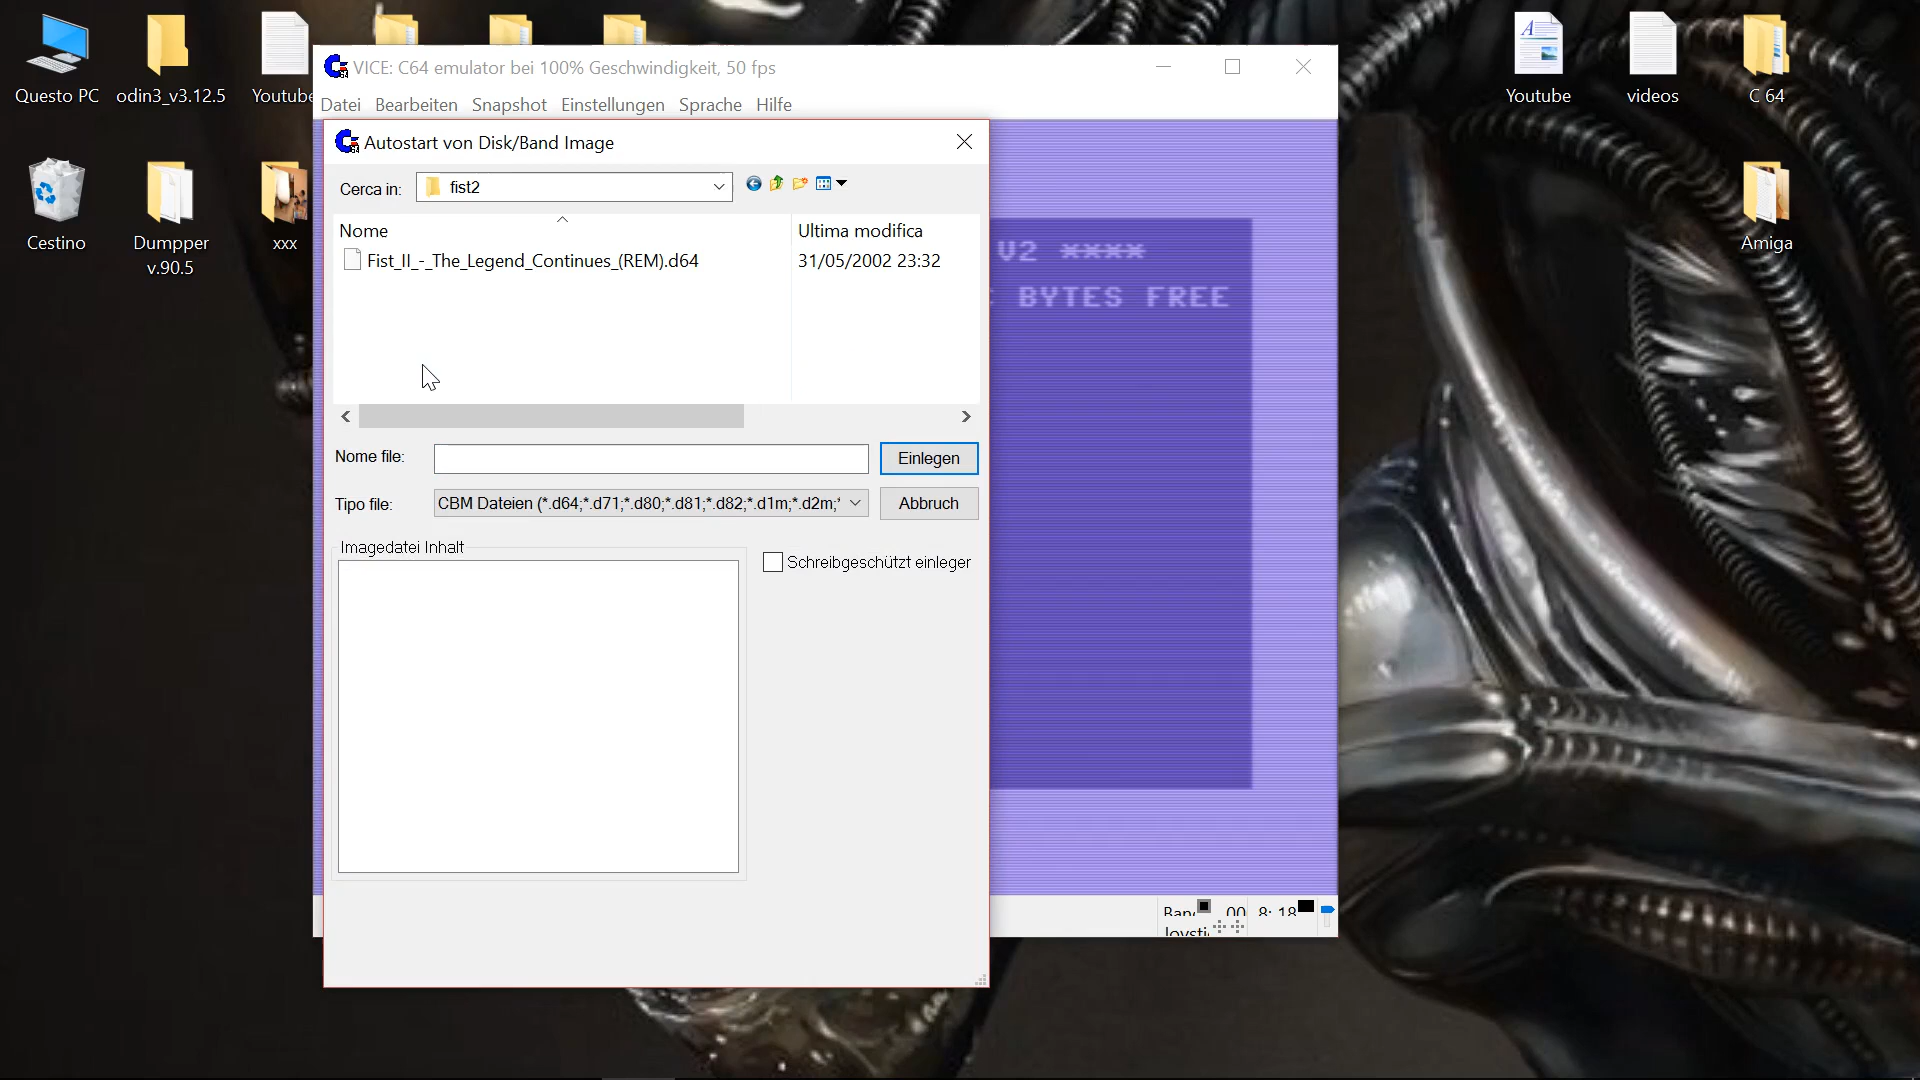 Questo PC
odin3_v3.12.5
Youtube
Cestino
Dumpper
v.90.5
xxx
VICE: C64 emulator bei 100% Geschwindigkeit, 50 fps
Datei Bearbeiten Snapshot Einstellungen Sprache Hilfe
Autostart von Disk/Band Image
Cerca in: fist2
Nome Ultima modifica
Fist_II_-_The_Legend_Continues_(REM).d64 31/05/2002 23:32
Nome file: Einlegen
Tipo file: CBM Dateien (*.d64;*.d71;*.d80;*.d81;*.d82;*.d1m;*.d2m;* Abbruch
Imagedatei Inhalt
Schreibgeschützt einleger
V2 ****
BYTES FREE
8: 18
Youtube
videos
C 64
Amiga